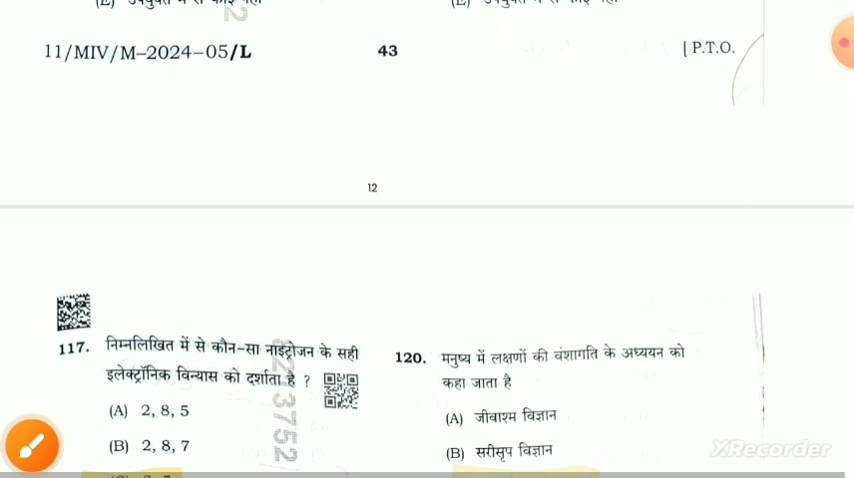 11/MIV/M–2024–05/L
43
[ P.T.O.
12
117. निम्नलिखित में से कौन-सा नाइट्रोजन के सही
इलेक्ट्रॉनिक विन्यास को दर्शाता है ?
(A) 2, 8, 5
(B) 2, 8, 7
8213752
120. मनुष्य में लक्षणों की वंशागति के अध्ययन को
कहा जाता है
(A) जीवाश्म विज्ञान
(B) सरीसृप विज्ञान
XRecorder